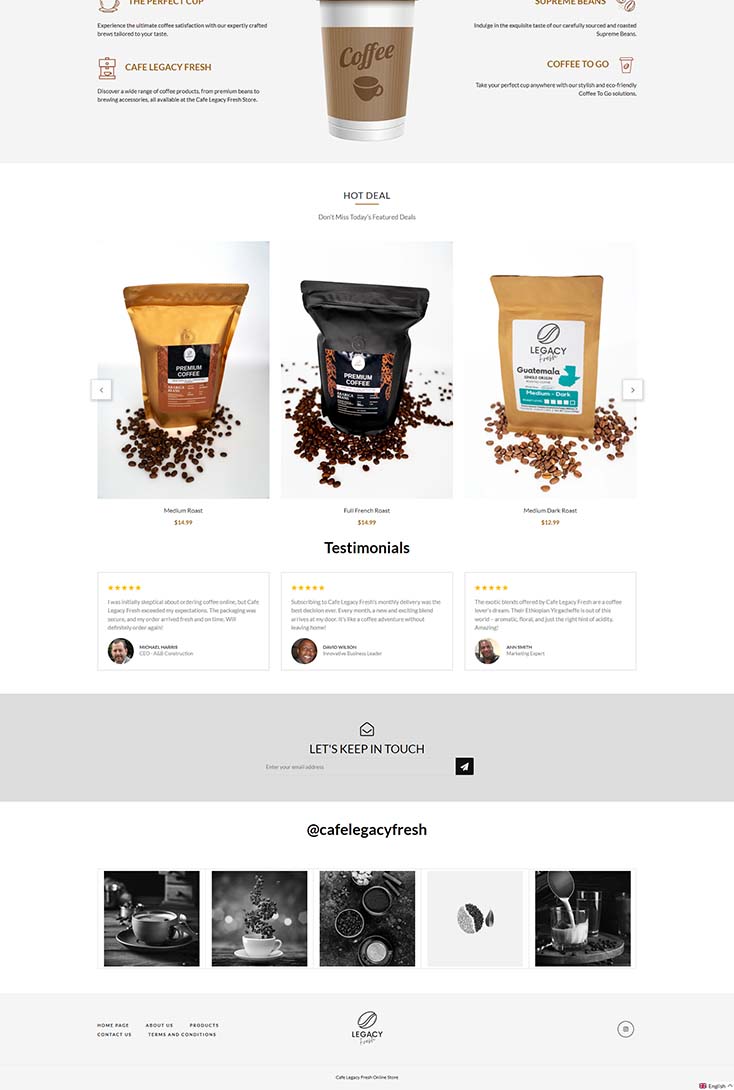 THE PERFECT CUP
Experience the ultimate coffee satisfaction with our expertly crafted
brews tailored to your taste.
CAFE LEGACY FRESH
Discover a wide range of coffee products, from premium beans to
brewing accessories, all available at the Cafe Legacy Fresh Store.
Coffee
SUPREME BEANS
Indulge in the exquisite taste of our carefully sourced and roasted
Supreme Beans.
COFFEE TO GO
Take your perfect cup anywhere with our stylish and eco-friendly
Coffee To Go solutions.
HOT DEAL
Don't Miss Today's Featured Deals
PREMIUM
COFFEE
ARABICA
BEANS
PREMIUM
COFFEE
ARABICA
BEANS
LEGACY
Fresh
Guatemala
SINGLE ORIGIN
Medium - Dark
Medium Roast
$14.99
Full French Roast
$14.99
Medium Dark Roast
$12.99
Testimonials
I was initially skeptical about ordering coffee online, but Cafe
Legacy Fresh exceeded my expectations. The packaging was
secure, and my order arrived fresh and on time. Will
definitely order again!
MICHAEL HARRIS
CEO - A&B Construction
Subscribing to Cafe Legacy Fresh's monthly delivery was the
best decision ever. Every month, a new and exciting blend
arrives at my door. It's like a coffee adventure without
leaving home!
DAVID WILSON
Innovative Business Leader
The exotic blends offered by Cafe Legacy Fresh are a coffee
lover's dream. Their Ethiopian Yirgacheffe is out of this
world – aromatic, floral, and just the right hint of acidity.
Amazing!
ANN SMITH
Marketing Expert
LET'S KEEP IN TOUCH
Enter your email address
@cafelegacyfresh
HOME PAGE ABOUT US PRODUCTS
CONTACT US TERMS AND CONDITIONS
LEGACY
Fresh
Cafe Legacy Fresh Online Store
English